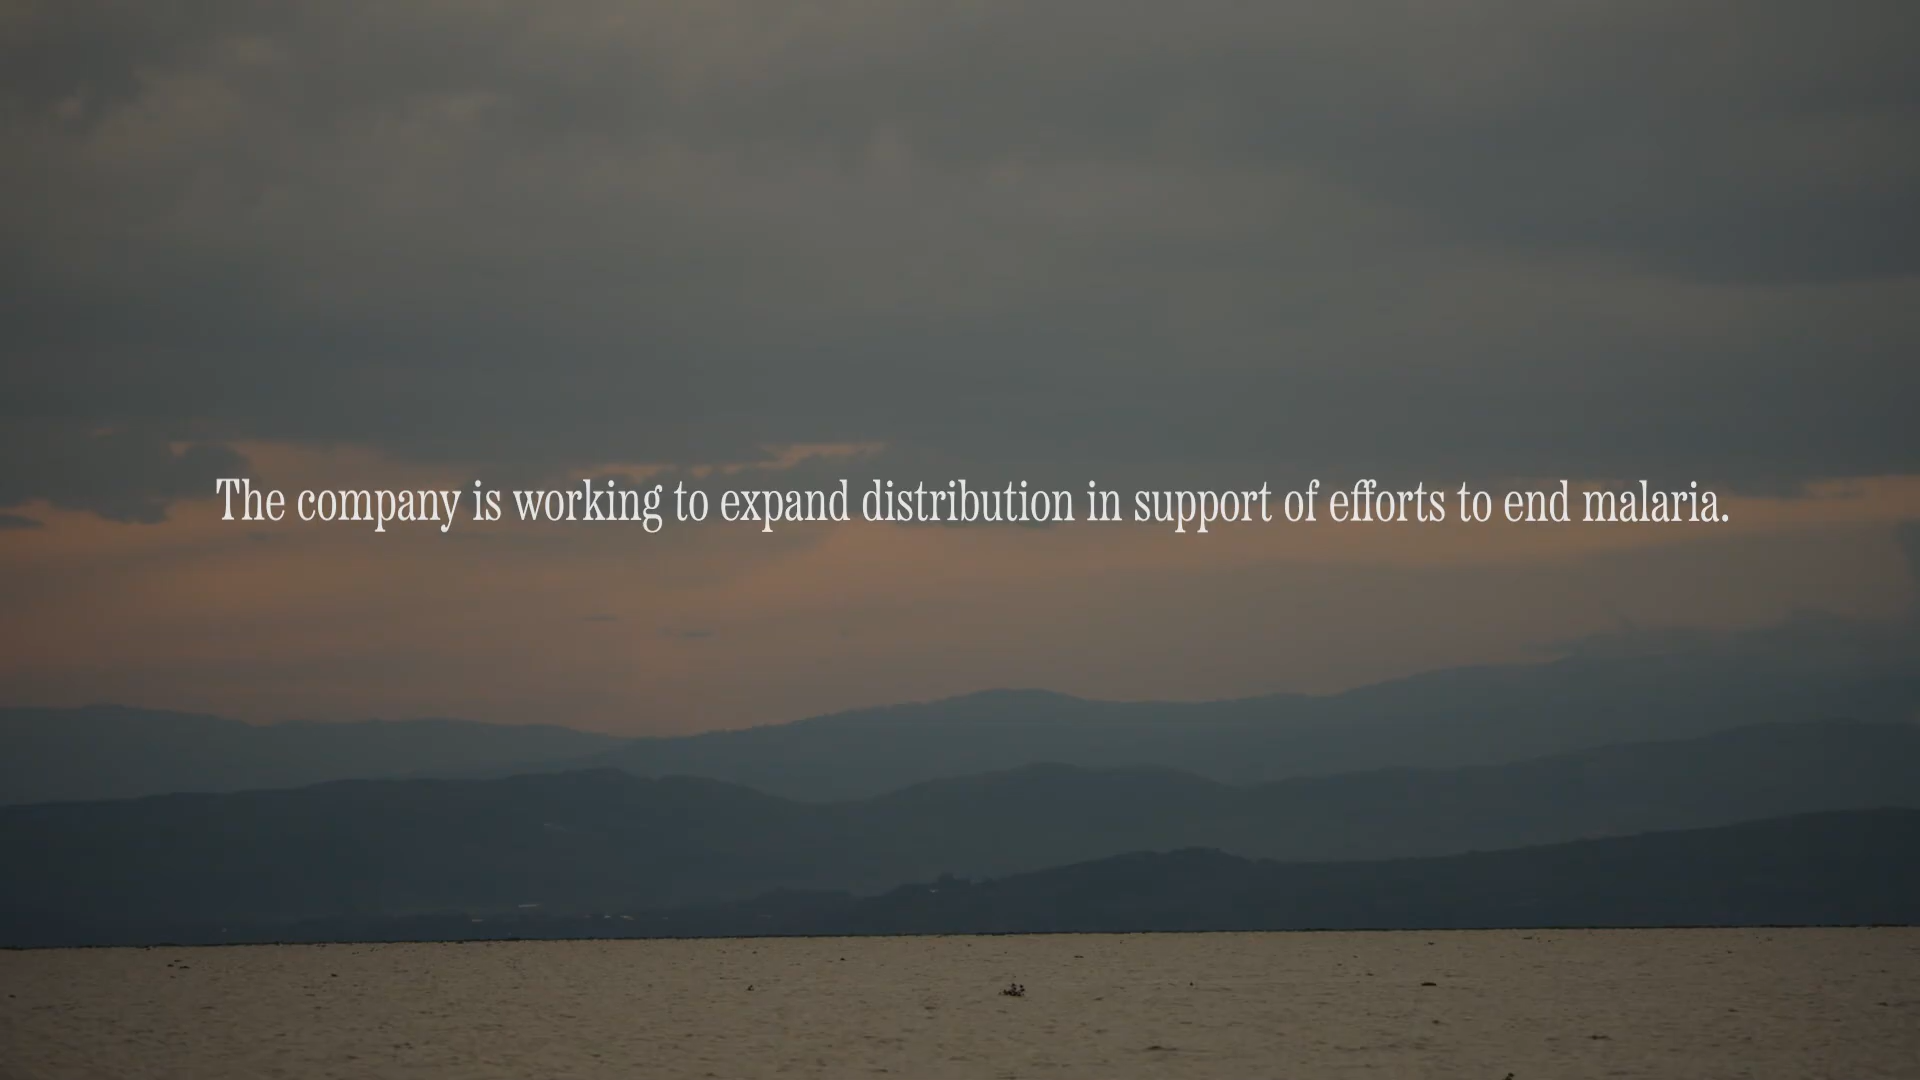 The company is working to expand distribution in support of efforts to end malaria.